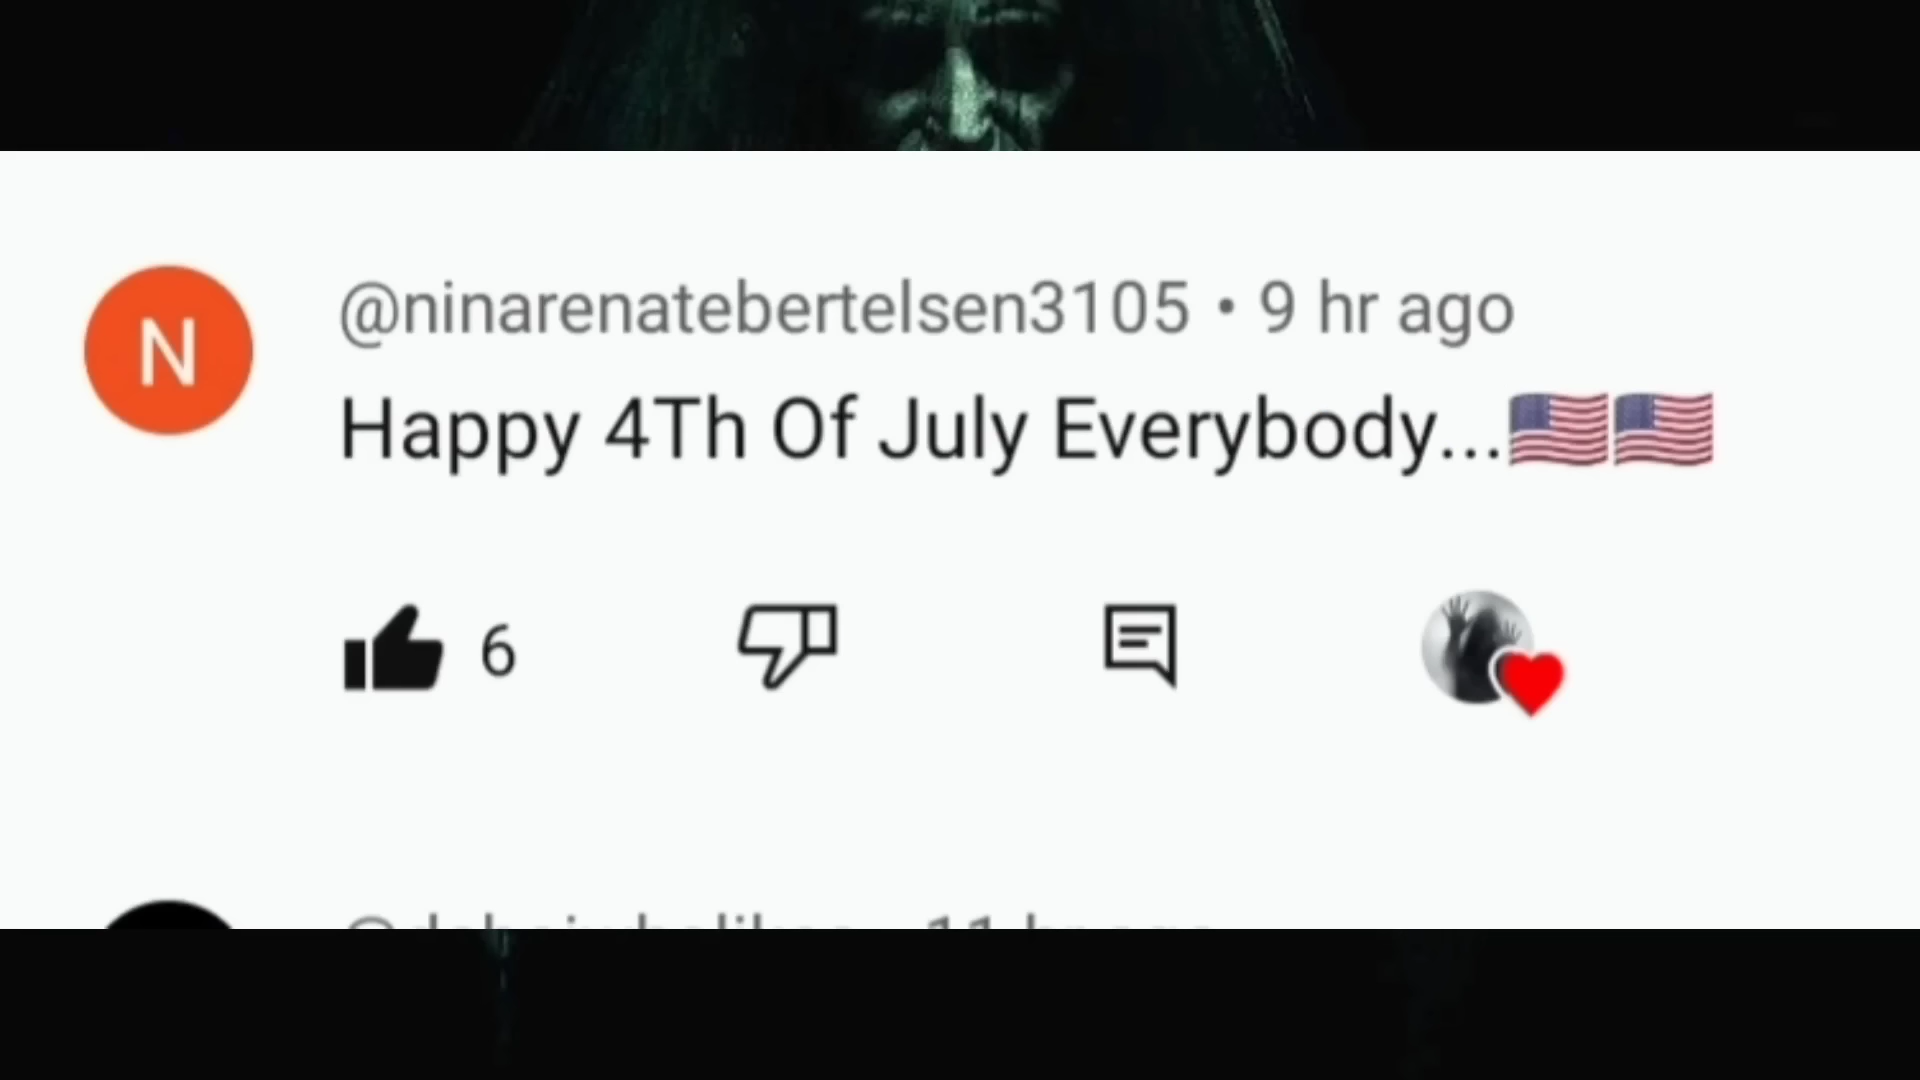 N
@ninarenatebertelsen3105 • 9 hr ago
Happy 4Th Of July Everybody...🇺🇸🇺🇸
6